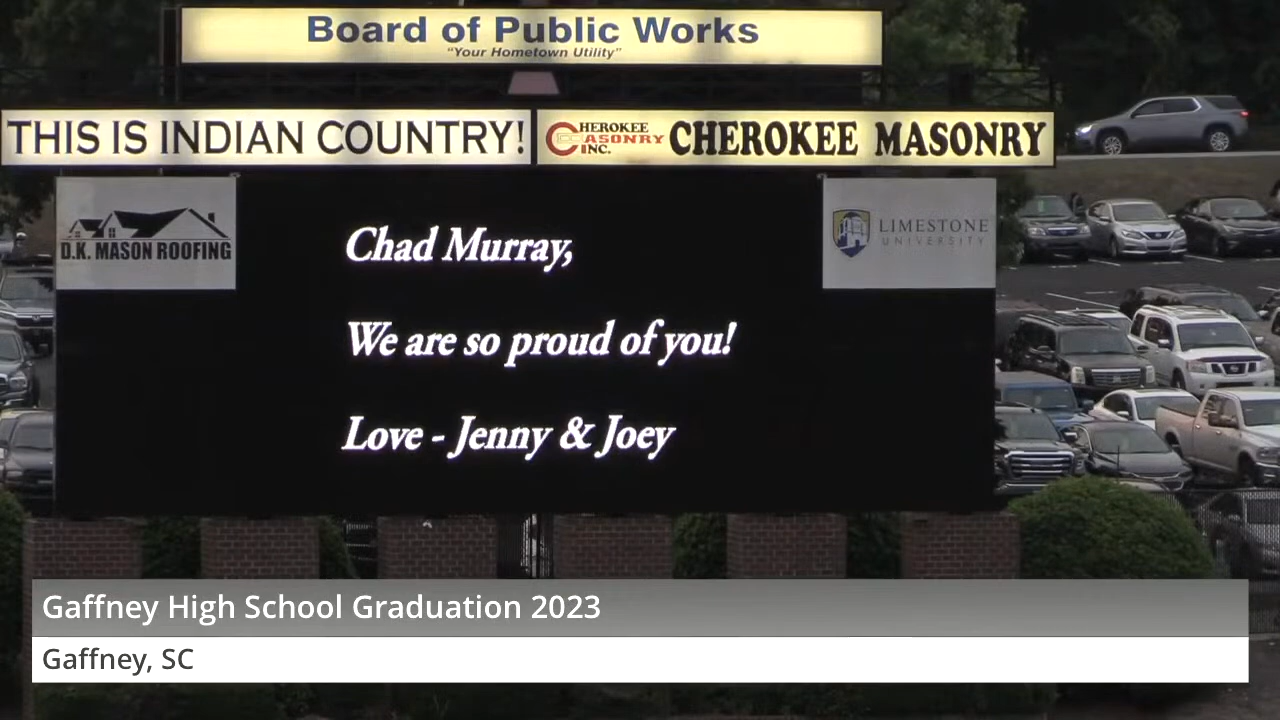 Board of Public Works
"Your Hometown Utility"
THIS IS INDIAN COUNTRY!
CHEROKEE
MASONRY
INC.
CHEROKEE MASONRY
D.K. MASON ROOFING
LIMESTONE
UNIVERSITY
Chad Murray,
We are so proud of you!
Love - Jenny & Joey
Gaffney High School Graduation 2023
Gaffney, SC